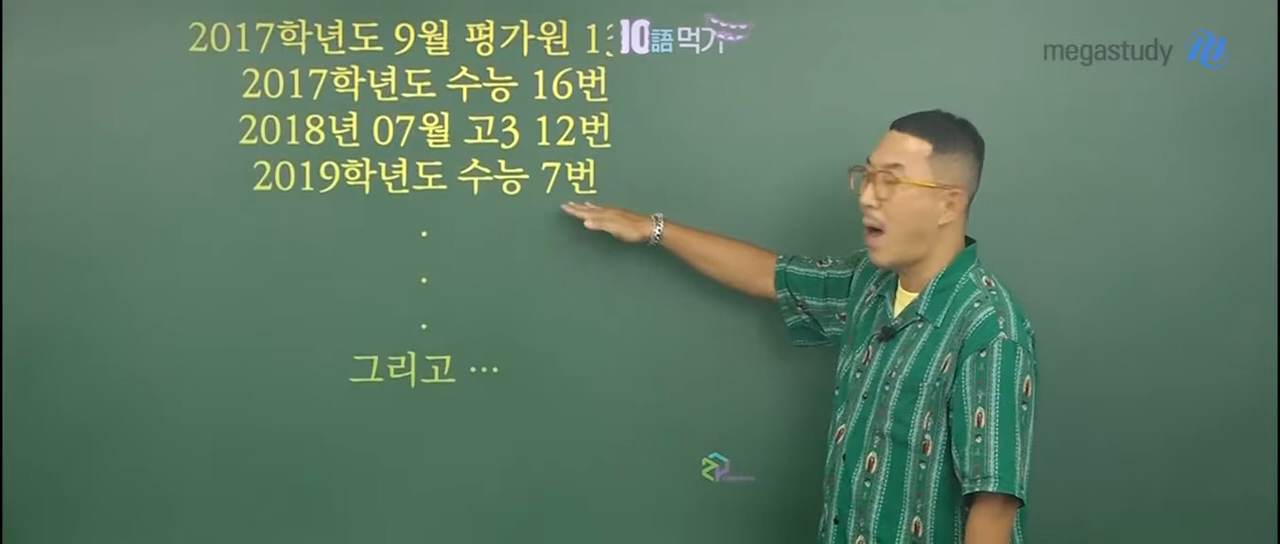 2017학년도 9월 평가원
10語 먹기
megastudy
2017학년도 수능 16번
2018년 07월 고3 12번
2019학년도 수능 7번
그리고 …